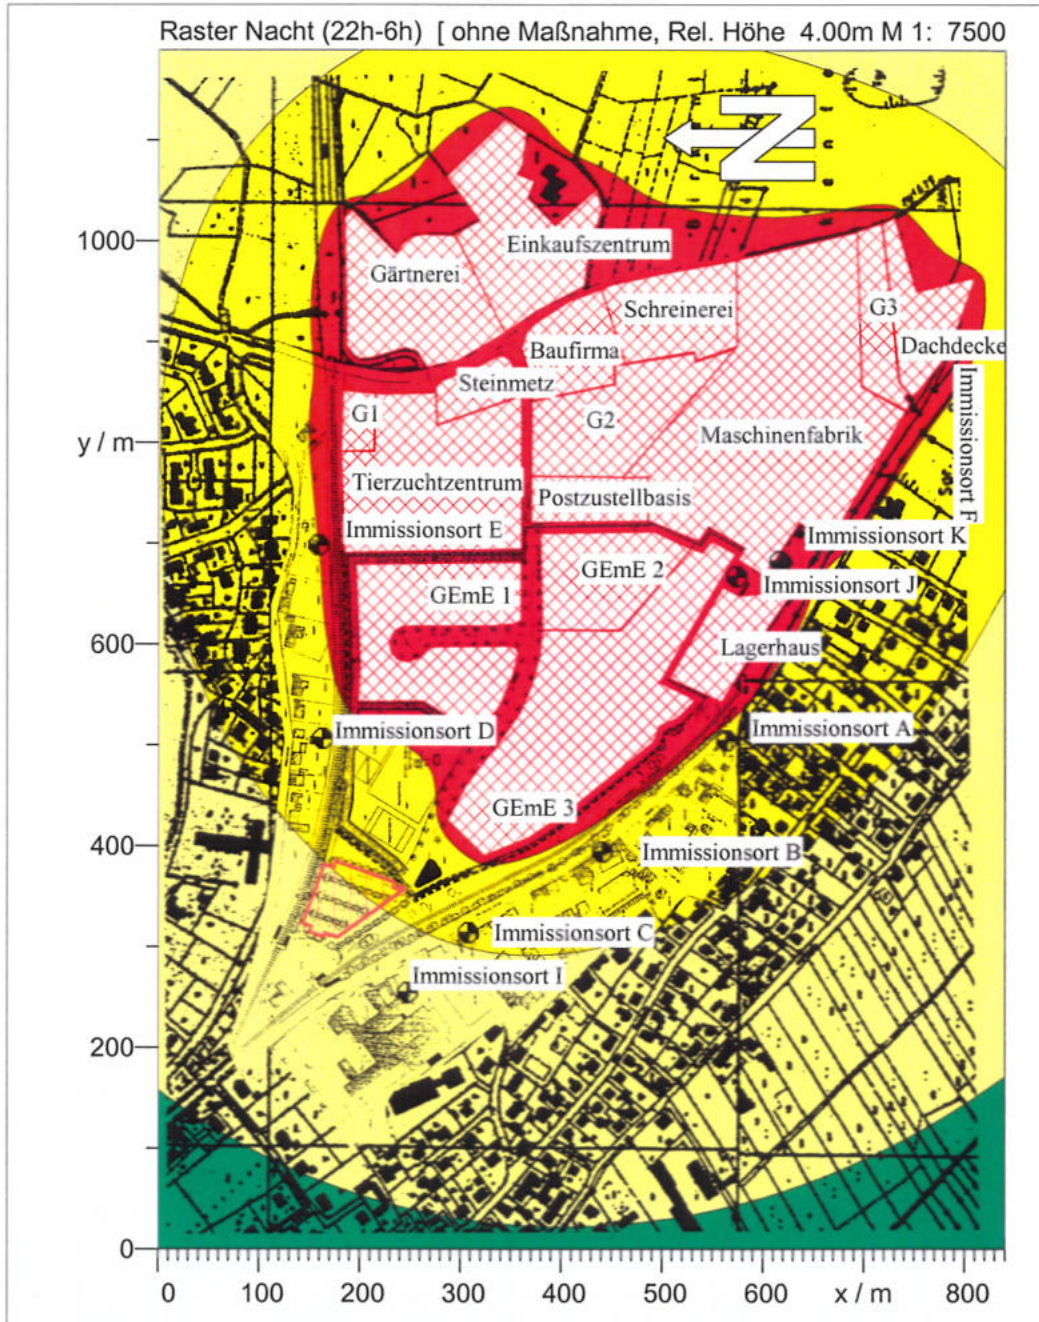 Raster Nacht (22h-6h) [ ohne Maßnahme, Rel. Höhe 4.00m M 1: 7500
N
1000
Einkaufszentrum
Gärtnerei
Schreinerei
G3
Baufirma
Dachdecke
Steinmetz
Immissionsort F
G1
G2
y / m
Maschinenfabrik
Tierzuchtzentrum
Postzustellbasis
Immissionsort E
Immissionsort K
GEmE 2
Immissionsort J
GEmE 1
600
Lagerhaus
Immissionsort D
Immissionsort A
GEmE 3
400
Immissionsort B
Immissionsort C
Immissionsort I
200
0
0 100 200 300 400 500 600 x / m 800